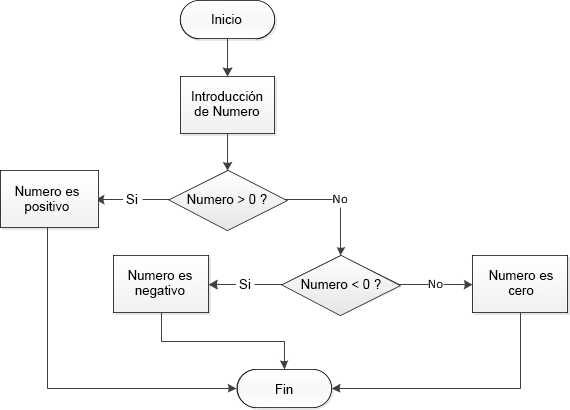 Inicio
Introducción
de Numero
Numero > 0 ?
Si
No
Numero es
positivo
Numero < 0 ?
Si
No
Numero es
negativo
Numero es
cero
Fin